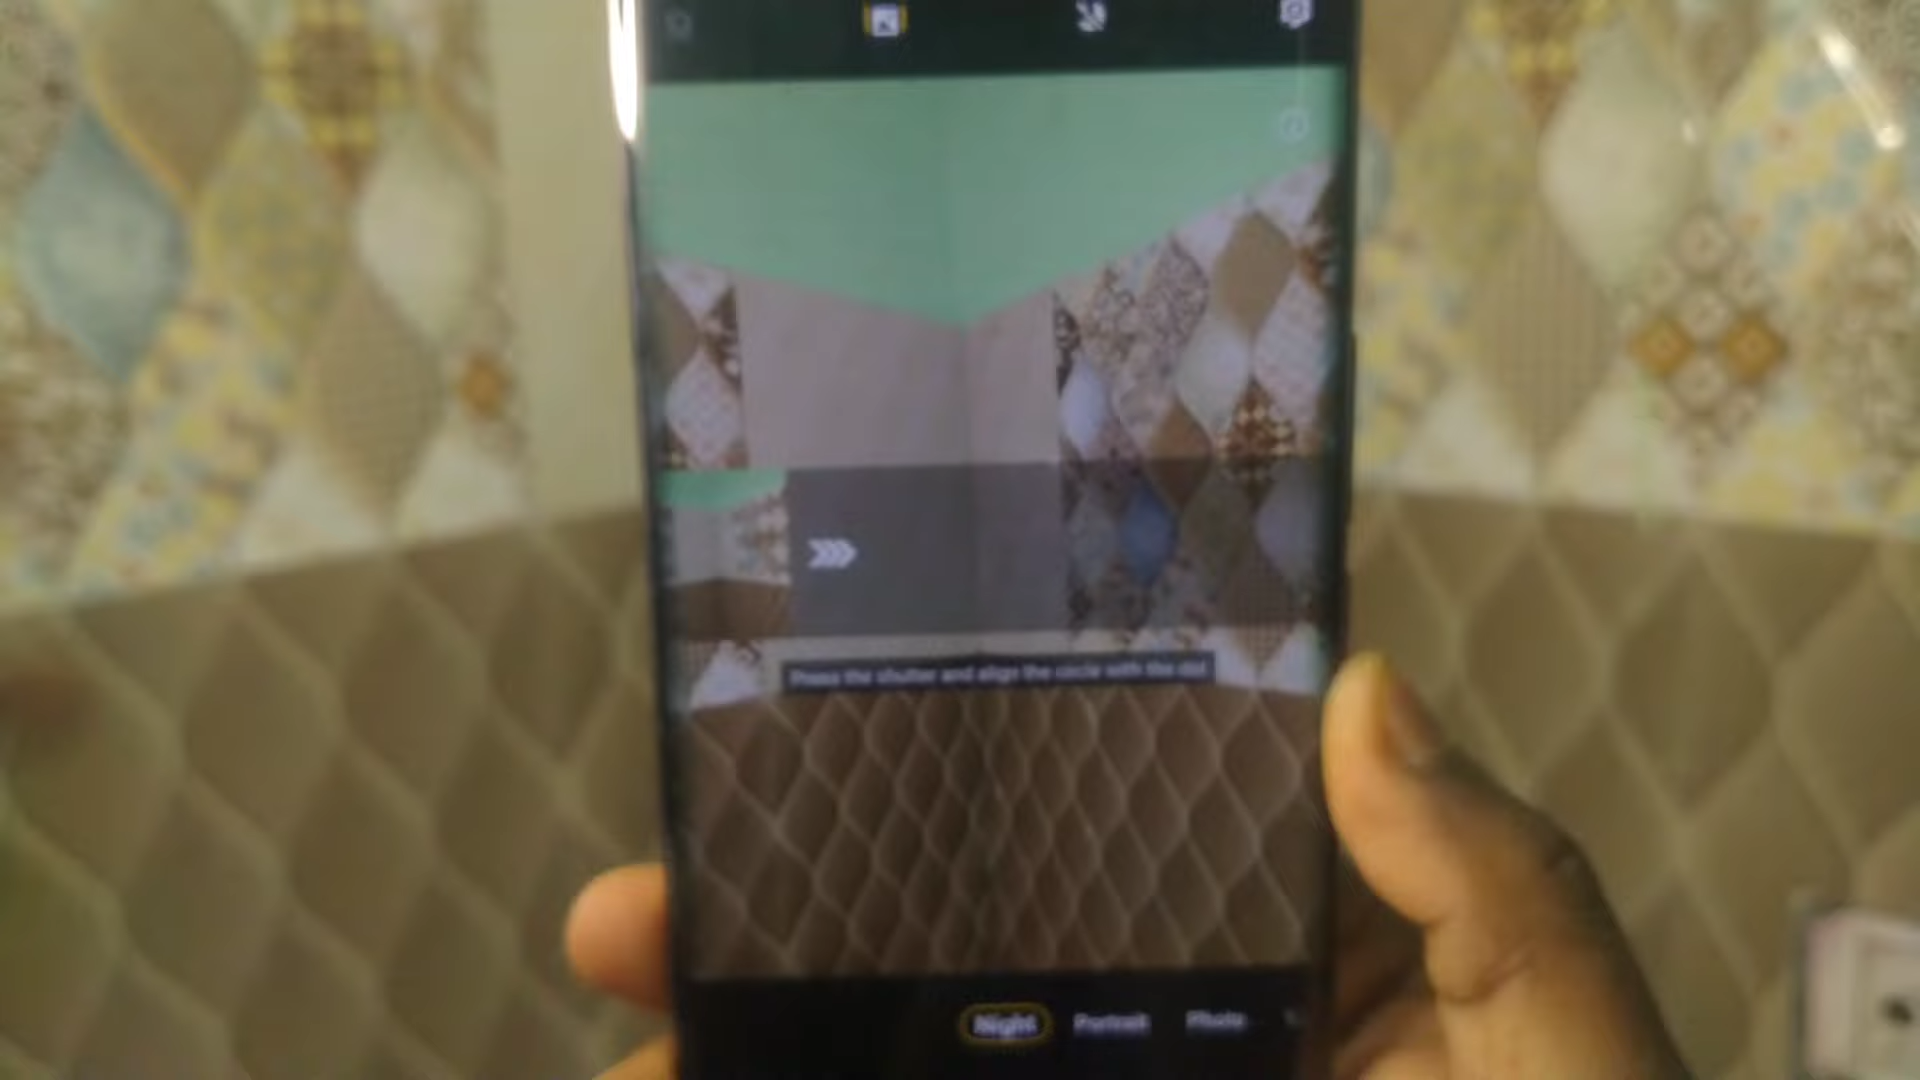 Press the shutter and align the circle with the dot
Night Portrait Photo